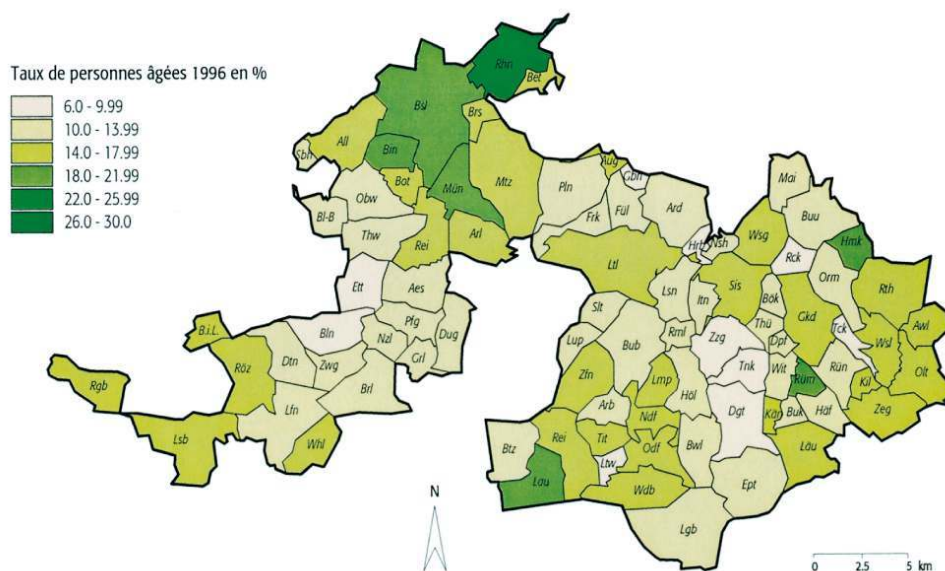 Taux de personnes âgées 1996 en %
6.0 - 9.99
10.0 - 13.99
14.0 - 17.99
18.0 - 21.99
22.0 - 25.99
26.0 - 30.0
Rhn
Bet
Bsl
Brs
All
Sbh
Bin
Bot
Mün
Mtz
Obw
Bl-B
Thw
Rei
Arl
Ett
Aes
Bln
Pfg
Dug
Nzl
Grl
Zwg
Dtn
Brl
B.i.L.
Röz
Rgb
Lsb
Lfn
Whl
Aug
Gbn
Pln
Frk
Fül
Ard
Hrb
Nsh
Mai
Buu
Wsg
Hmk
Rck
Orm
Rth
Ltl
Lsn
Itn
Sis
Bök
Gkd
Thü
Tck
Wsl
Awl
Slt
Lup
Bub
Rml
Zzg
Dpf
Tnk
Wit
Rüm
Rün
Kil
Olt
Zfn
Lmp
Höl
Arb
Ndf
Dgt
Kän
Buk
Häf
Zeg
Btz
Rei
Tit
Odf
Bwl
Läu
Lau
Ltw
Wdb
Ept
Lgb
N
0 2.5 5 km